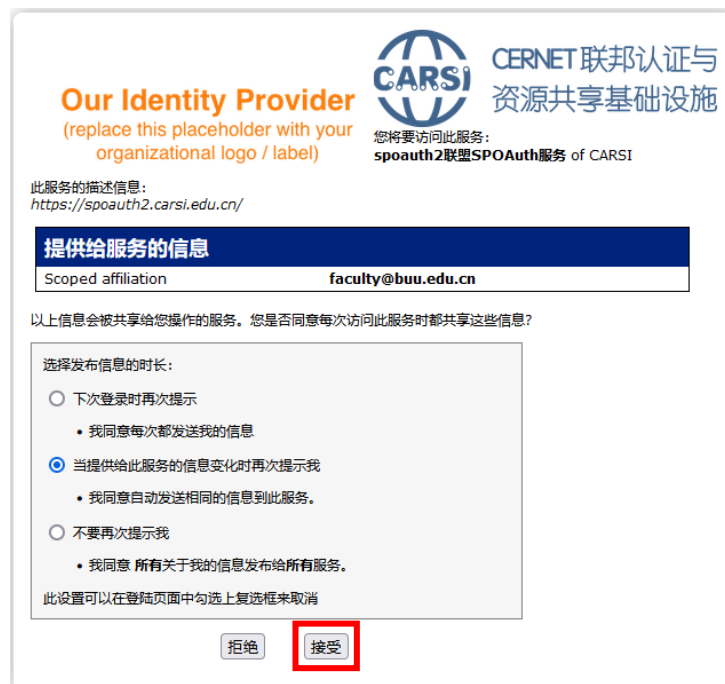 Our Identity Provider
(replace this placeholder with your
organizational logo / label)
CARSI
CERNET 联邦认证与
资源共享基础设施
您将要访问此服务：
spoauth2联盟SPOAuth服务 of CARSI
此服务的描述信息：
https://spoauth2.carsi.edu.cn/
提供给服务的信息
Scoped affiliation faculty@buu.edu.cn
以上信息会被共享给您操作的服务。您是否同意每次访问此服务时都共享这些信息?
选择发布信息的时长：
下次登录时再次提示
• 我同意每次都发送我的信息
当提供给此服务的信息变化时再次提示我
• 我同意自动发送相同的信息到此服务。
不要再次提示我
• 我同意 所有关于我的信息发布给所有服务。
此设置可以在登陆页面中勾选上复选框来取消
拒绝 接受